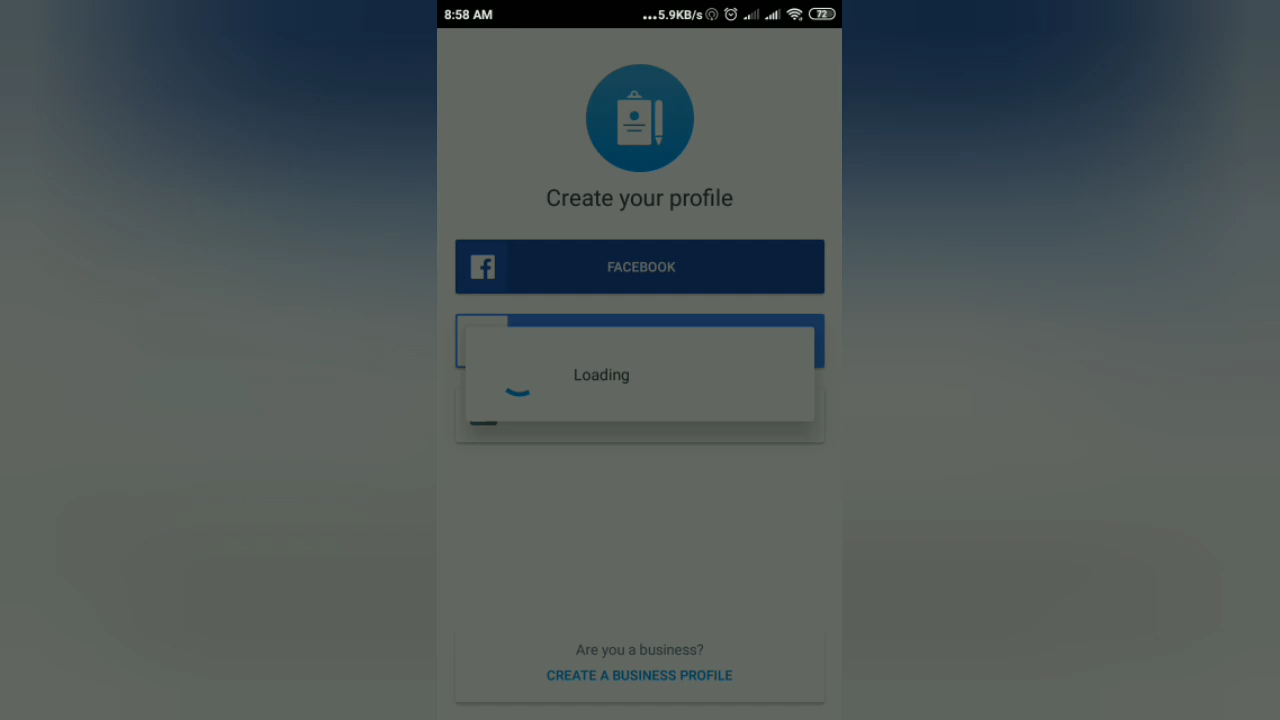 8:58 AM
...5.9KB/s
72
Create your profile
FACEBOOK
Loading
Are you a business?
CREATE A BUSINESS PROFILE